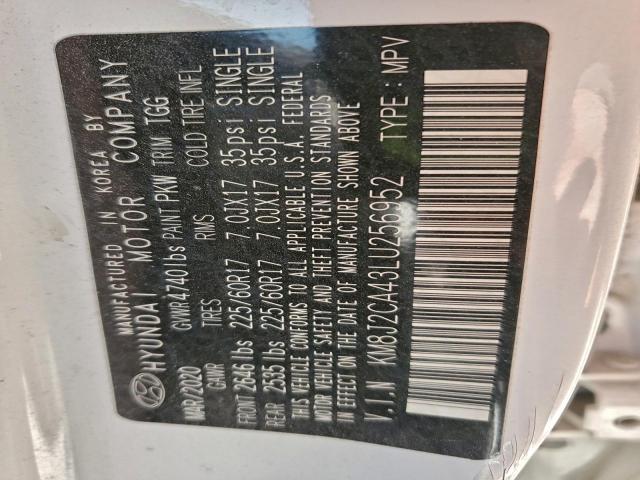 MANUFACTURED IN KOREA BY
HYUNDAI MOTOR COMPANY
MAR/2020 GVWR 4740lbs PAINT PKW TRIM TGG
GAWR TIRES RIMS COLD TIRE INFL
FRONT 2646 lbs 225/60R17 7.0JX17 35psi SINGLE
REAR 2535 lbs 225/60R17 7.0JX17 35psi SINGLE
THIS VEHICLE CONFORMS TO ALL APPLICABLE U.S.A. FEDERAL
MOTOR VEHICLE SAFETY AND THEFT PREVENTION STANDARDS
IN EFFECT ON THE DATE OF MANUFACTURE SHOWN ABOVE
V.I.N KM8J2CA43LU256952 TYPE : MPV